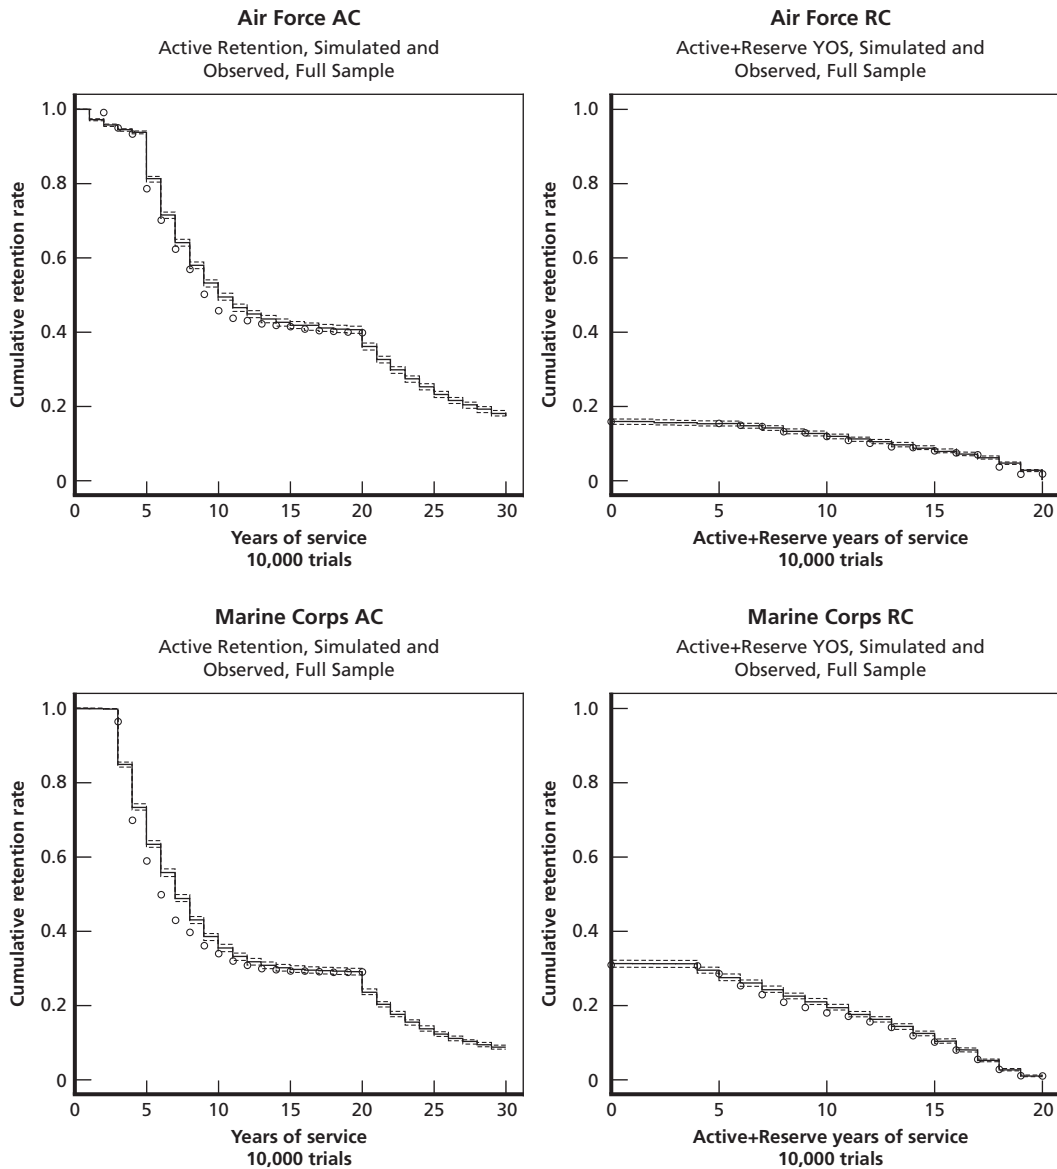 Air Force AC
Active Retention, Simulated and
Observed, Full Sample
Cumulative retention rate
1.0
0.8
0.6
0.4
0.2
0
0 5 10 15 20 25 30
Years of service
10,000 trials
Air Force RC
Active+Reserve YOS, Simulated and
Observed, Full Sample
Cumulative retention rate
1.0
0.8
0.6
0.4
0.2
0
0 5 10 15 20
Active+Reserve years of service
10,000 trials
Marine Corps AC
Active Retention, Simulated and
Observed, Full Sample
Cumulative retention rate
1.0
0.8
0.6
0.4
0.2
0
0 5 10 15 20 25 30
Years of service
10,000 trials
Marine Corps RC
Active+Reserve YOS, Simulated and
Observed, Full Sample
Cumulative retention rate
1.0
0.8
0.6
0.4
0.2
0
0 5 10 15 20
Active+Reserve years of service
10,000 trials